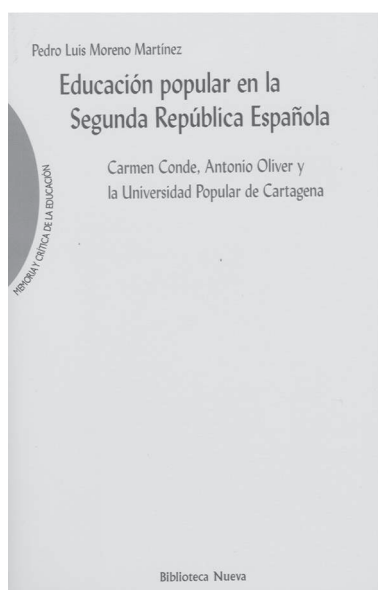 Pedro Luis Moreno Martínez
Educación popular en la
Segunda República Española
Carmen Conde, Antonio Oliver y
la Universidad Popular de Cartagena
MEMORIA Y CRÍTICA DE LA EDUCACIÓN
Biblioteca Nueva